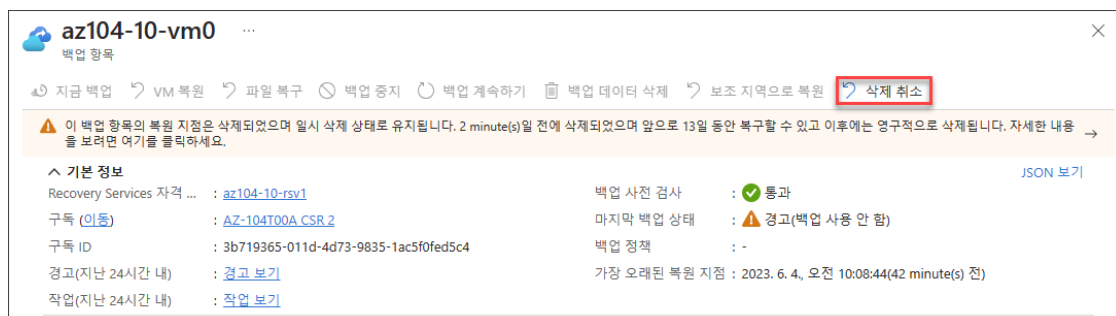 az104-10-vm0 ...
백업 항목
지금 백업 VM 복원 파일 복구 백업 중지 백업 계속하기 백업 데이터 삭제 보조 지역으로 복원 삭제 취소
이 백업 항목의 복원 지점은 삭제되었으며 일시 삭제 상태로 유지됩니다. 2 minute(s)일 전에 삭제되었으며 앞으로 13일 동안 복구할 수 있고 이후에는 영구적으로 삭제됩니다. 자세한 내용
을 보려면 여기를 클릭하세요.
기본 정보 JSON 보기
Recovery Services 자격 ... : az104-10-rsv1 백업 사전 검사 : 통과
구독 (이동) : AZ-104T00A CSR 2 마지막 백업 상태 : 경고(백업 사용 안 함)
구독 ID : 3b719365-011d-4d73-9835-1ac5f0fed5c4 백업 정책 : -
경고(지난 24시간 내) : 경고 보기 가장 오래된 복원 지점 : 2023. 6. 4., 오전 10:08:44(42 minute(s) 전)
작업(지난 24시간 내) : 작업 보기